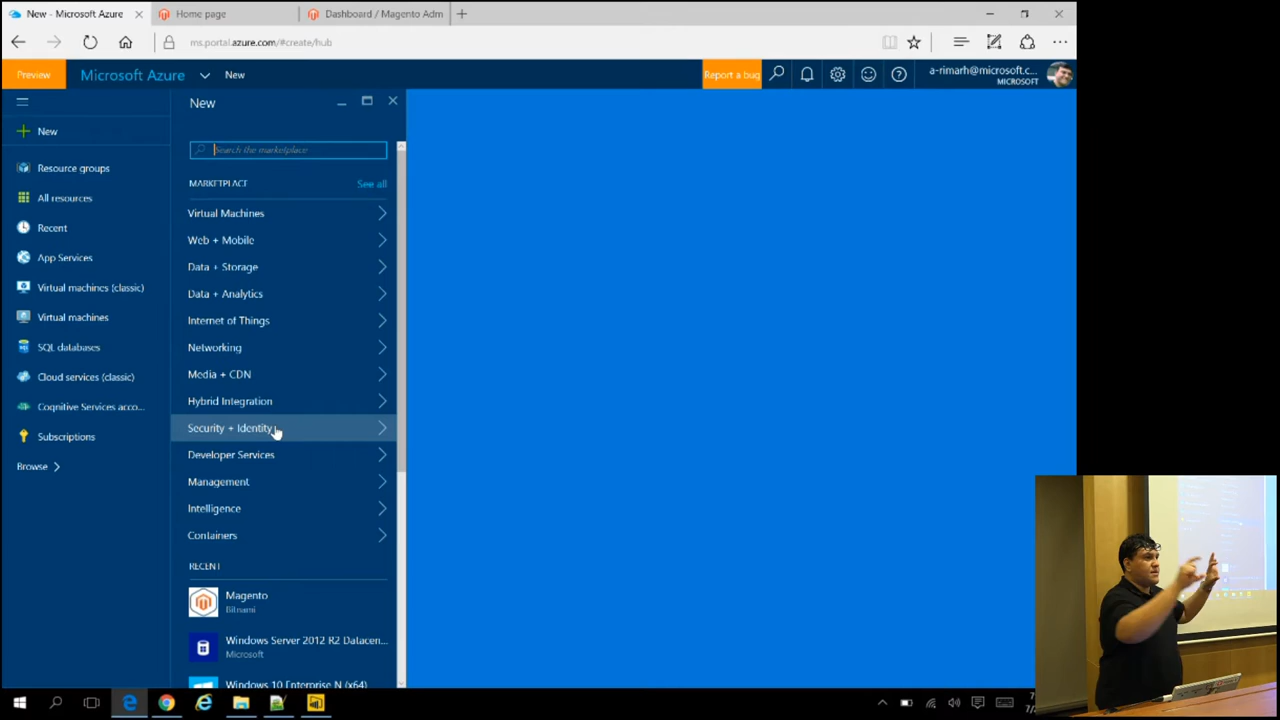 New - Microsoft Azure
Home page
Dashboard / Magento Adm
ms.portal.azure.com/#create/hub
Preview
Microsoft Azure
New
Report a bug
a-rimarh@microsoft.c...
MICROSOFT
New
Resource groups
All resources
Recent
App Services
Virtual machines (classic)
Virtual machines
SQL databases
Cloud services (classic)
Cognitive Services acco...
Subscriptions
Browse
New
Search the marketplace
MARKETPLACE
See all
Virtual Machines
Web + Mobile
Data + Storage
Data + Analytics
Internet of Things
Networking
Media + CDN
Hybrid Integration
Security + Identity
Developer Services
Management
Intelligence
Containers
RECENT
Magento
Bitnami
Windows Server 2012 R2 Datacen...
Microsoft
Windows 10 Enterprise N (x64)